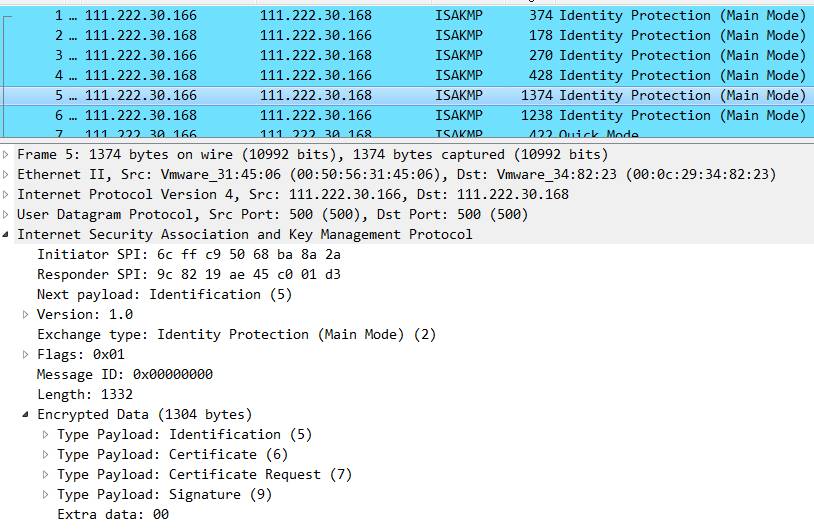 1 … 111.222.30.166 111.222.30.168 ISAKMP 374 Identity Protection (Main Mode)
2 … 111.222.30.168 111.222.30.166 ISAKMP 178 Identity Protection (Main Mode)
3 … 111.222.30.166 111.222.30.168 ISAKMP 270 Identity Protection (Main Mode)
4 … 111.222.30.168 111.222.30.166 ISAKMP 428 Identity Protection (Main Mode)
5 … 111.222.30.166 111.222.30.168 ISAKMP 1374 Identity Protection (Main Mode)
6 … 111.222.30.168 111.222.30.166 ISAKMP 1238 Identity Protection (Main Mode)
7 … 111.222.30.166 111.222.30.168 ISAKMP 422 Quick Mode
Frame 5: 1374 bytes on wire (10992 bits), 1374 bytes captured (10992 bits)
Ethernet II, Src: Vmware_31:45:06 (00:50:56:31:45:06), Dst: Vmware_34:82:23 (00:0c:29:34:82:23)
Internet Protocol Version 4, Src: 111.222.30.166, Dst: 111.222.30.168
User Datagram Protocol, Src Port: 500 (500), Dst Port: 500 (500)
Internet Security Association and Key Management Protocol
Initiator SPI: 6c ff c9 50 68 ba 8a 2a
Responder SPI: 9c 82 19 ae 45 c0 01 d3
Next payload: Identification (5)
Version: 1.0
Exchange type: Identity Protection (Main Mode) (2)
Flags: 0x01
Message ID: 0x00000000
Length: 1332
Encrypted Data (1304 bytes)
Type Payload: Identification (5)
Type Payload: Certificate (6)
Type Payload: Certificate Request (7)
Type Payload: Signature (9)
Extra data: 00